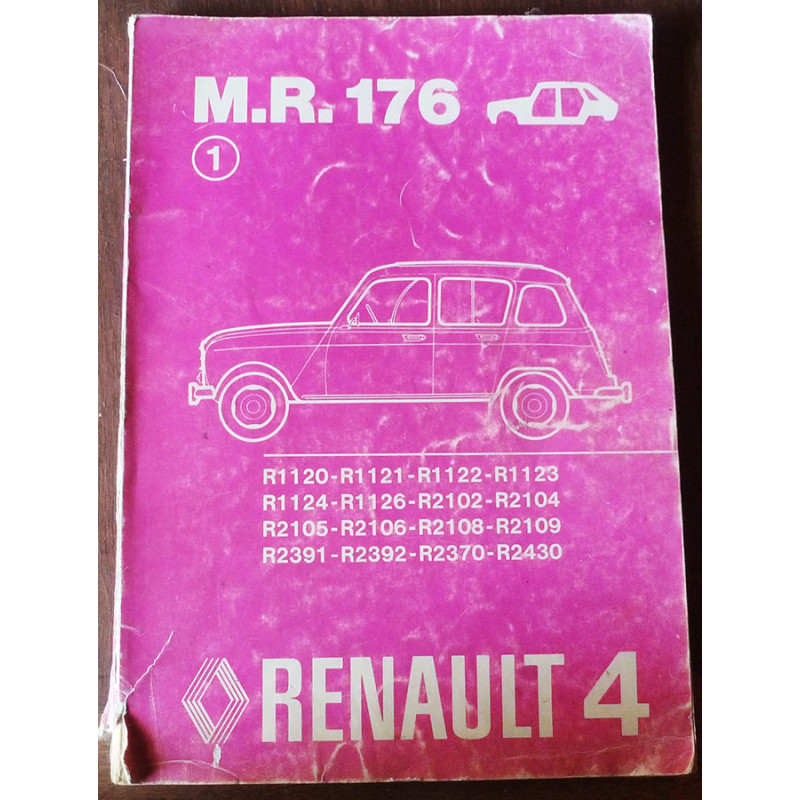 M.R. 176
1
R1120-R1121-R1122-R1123
R1124-R1126-R2102-R2104
R2105-R2106-R2108-R2109
R2391-R2392-R2370-R2430
RENAULT 4